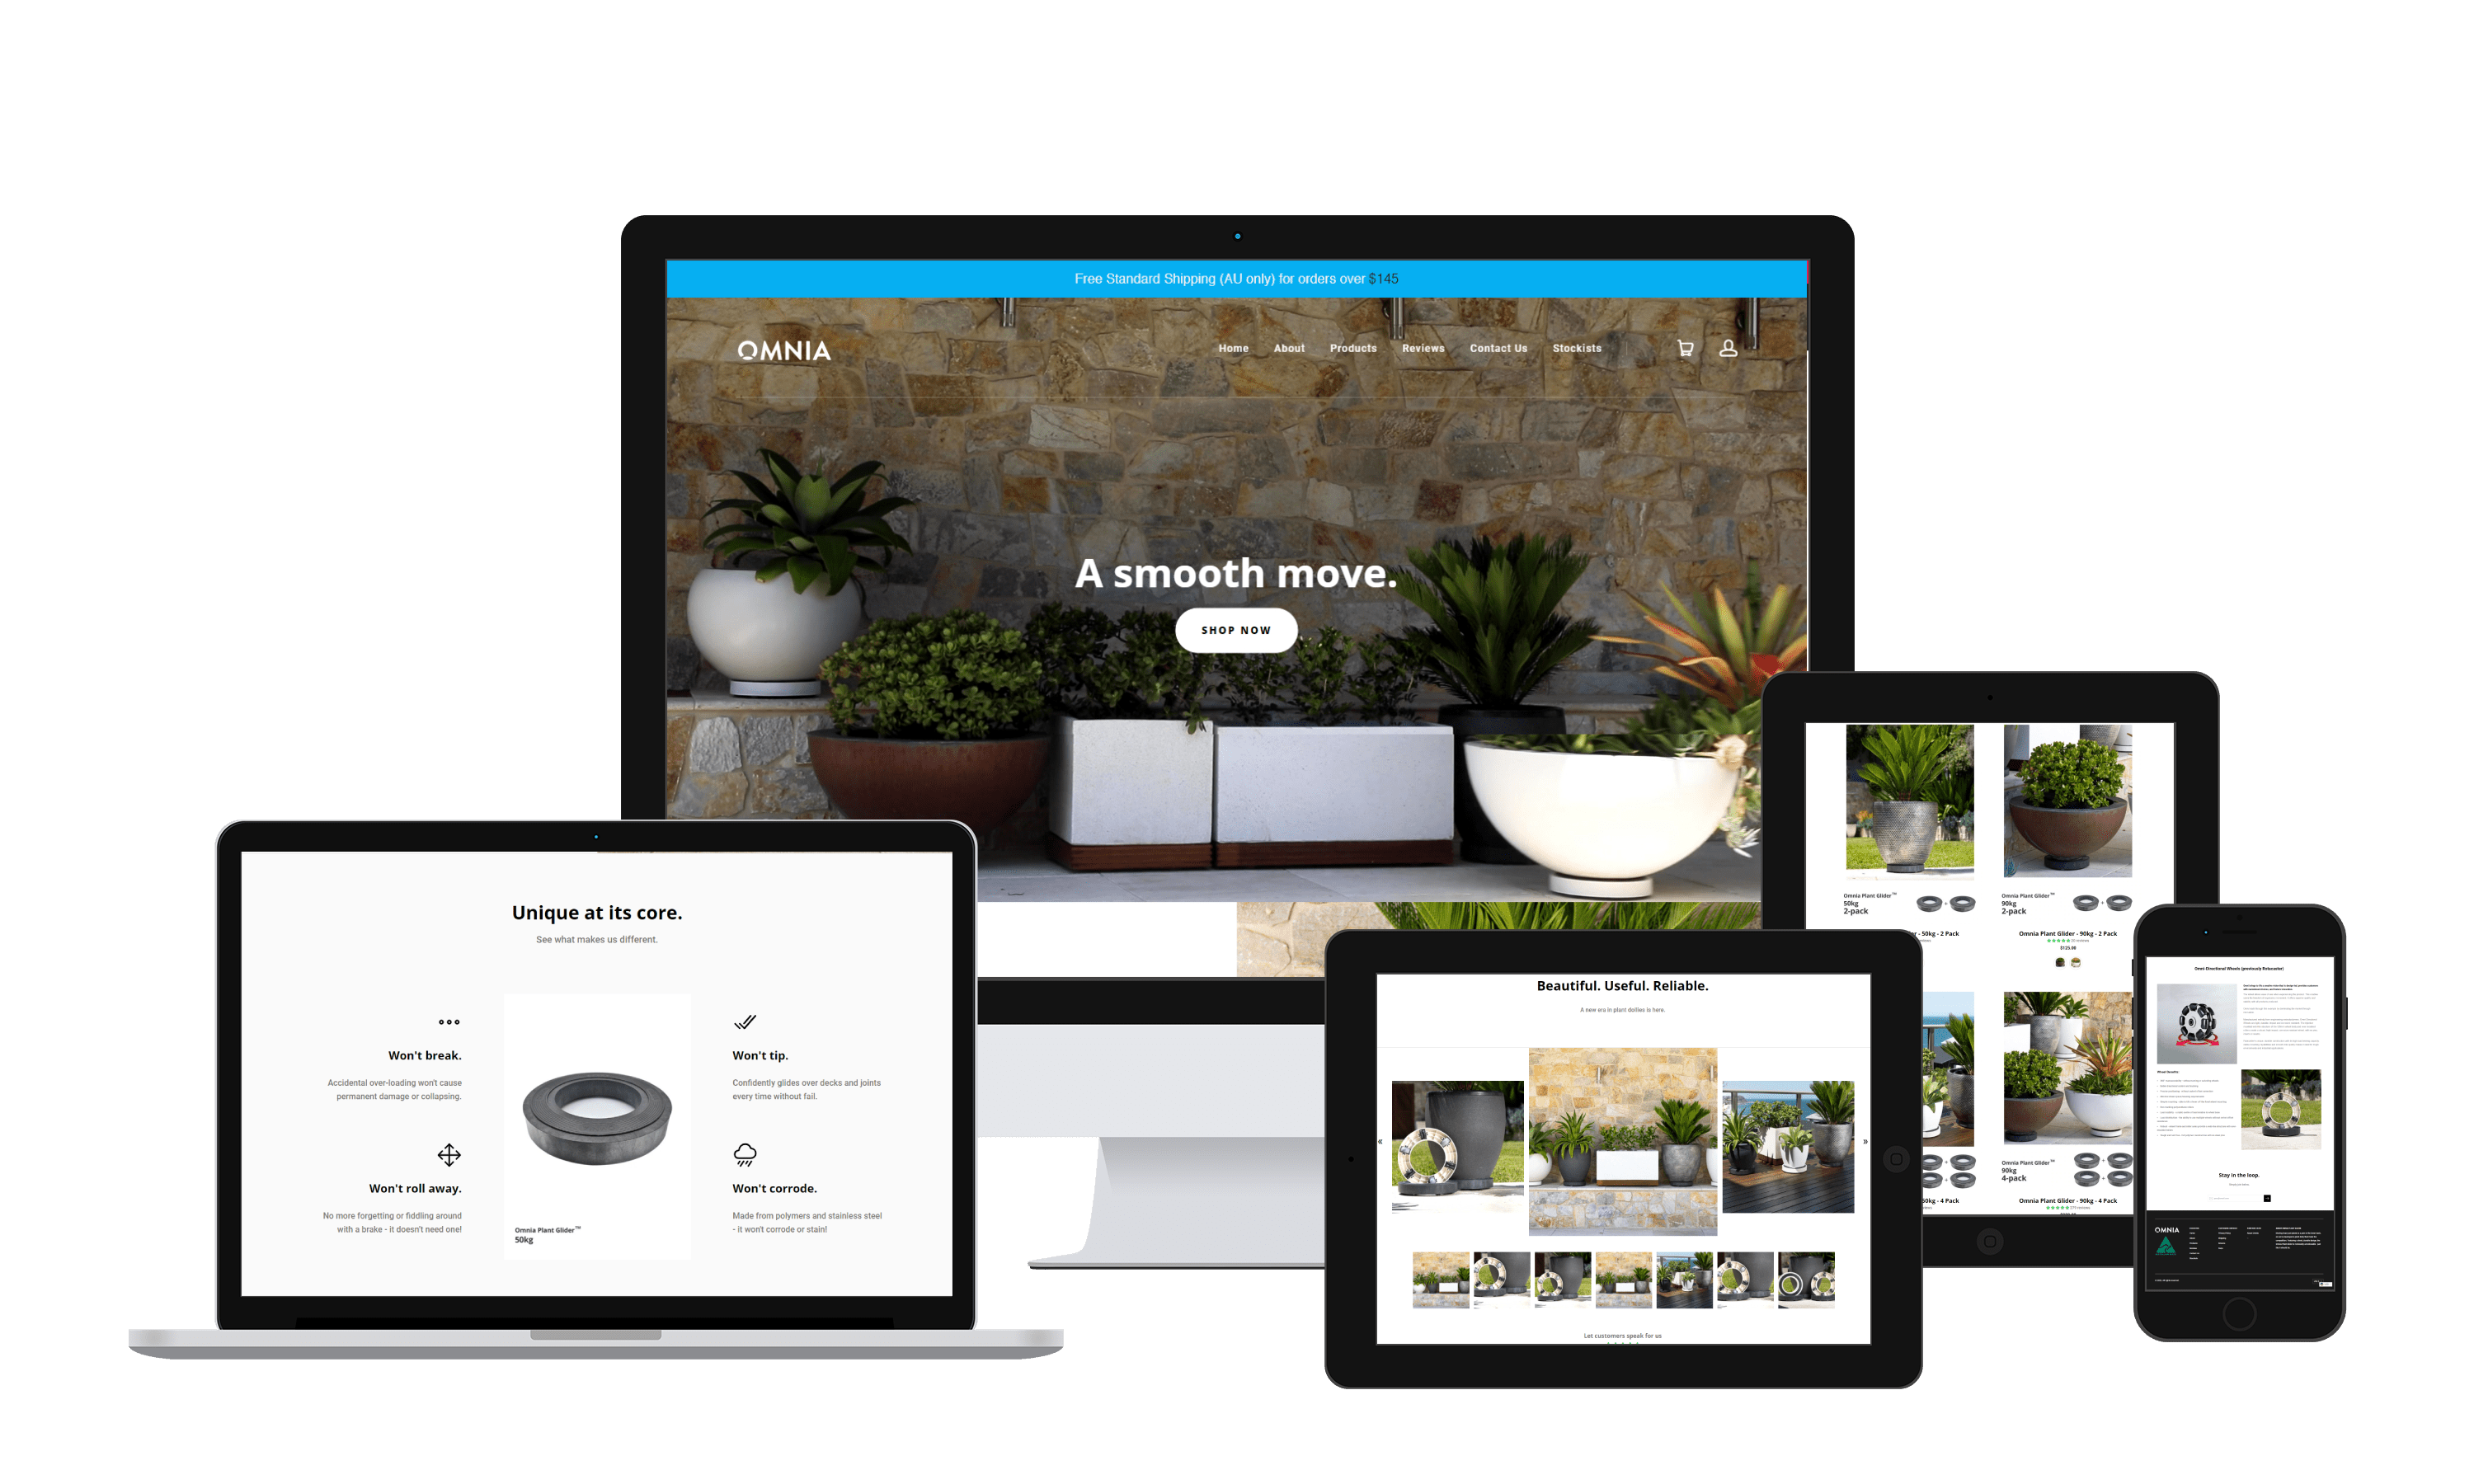 Free Standard Shipping (AU only) for orders over $145
OMNIA
Home About Products Reviews Contact Us Stockists
A smooth move.
SHOP NOW
Unique at its core.
See what makes us different.
Won't break.
Accidental over-loading won't cause
permanent damage or collapsing.
Won't tip.
Confidently glides over decks and joints
every time without fail.
Won't roll away.
No more forgetting or fiddling around
with a brake - it doesn't need one!
Won't corrode.
Made from polymers and stainless steel
- it won't corrode or stain!
Omnia Plant Glider™
50kg
Beautiful. Useful. Reliable.
A new era in plant dollies is here.
«
»
Let customers speak for us
Omnia Plant Glider™
50kg
2-pack
Omnia Plant Glider™
90kg
2-pack
- 50kg - 2 Pack
Omnia Plant Glider - 90kg - 2 Pack
$125.00
Omnia Plant Glider™
90kg
4-pack
50kg - 4 Pack
Omnia Plant Glider - 90kg - 4 Pack
Omni-Directional Wheels (previously Rotacaster)
Stay in the loop.
OMNIA